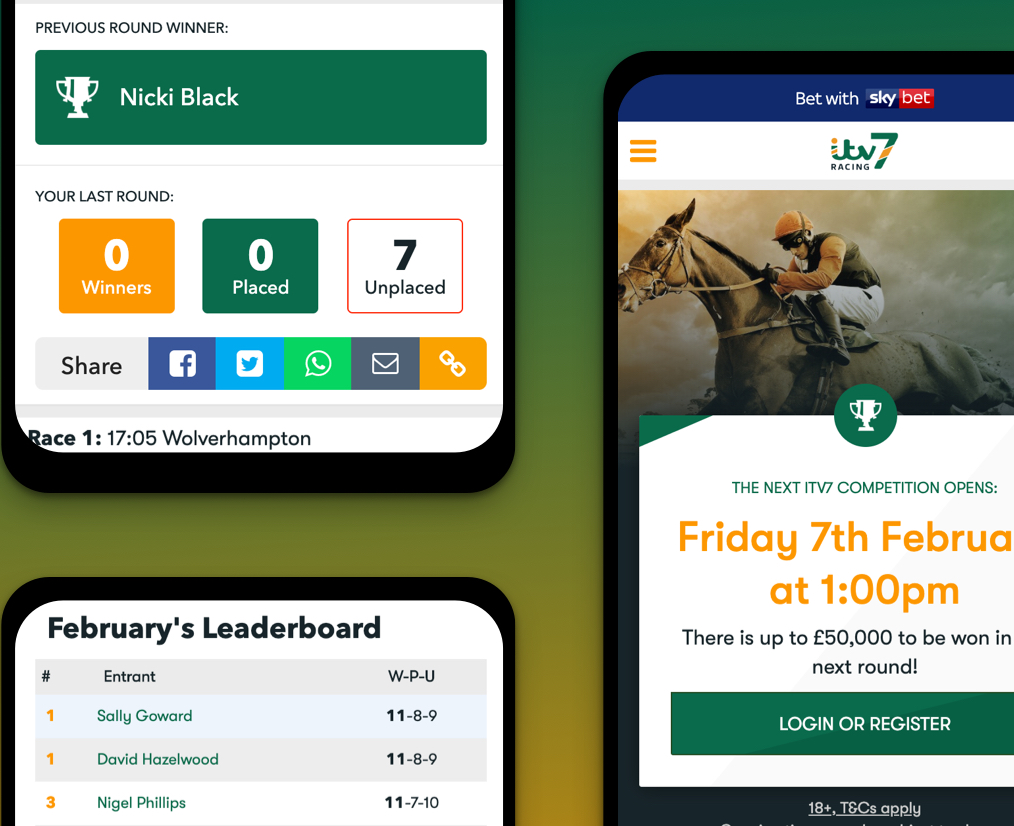 PREVIOUS ROUND WINNER:
Nicki Black
YOUR LAST ROUND:
0 0 7
Winners Placed Unplaced
Share
Race 1: 17:05 Wolverhampton
February's Leaderboard
# Entrant W-P-U
1 Sally Goward 11-8-9
1 David Hazelwood 11-8-9
3 Nigel Phillips 11-7-10
Bet with sky bet
itv7
RACING
THE NEXT ITV7 COMPETITION OPENS:
Friday 7th Februa
at 1:00pm
There is up to £50,000 to be won in
next round!
LOGIN OR REGISTER
18+, T&Cs apply